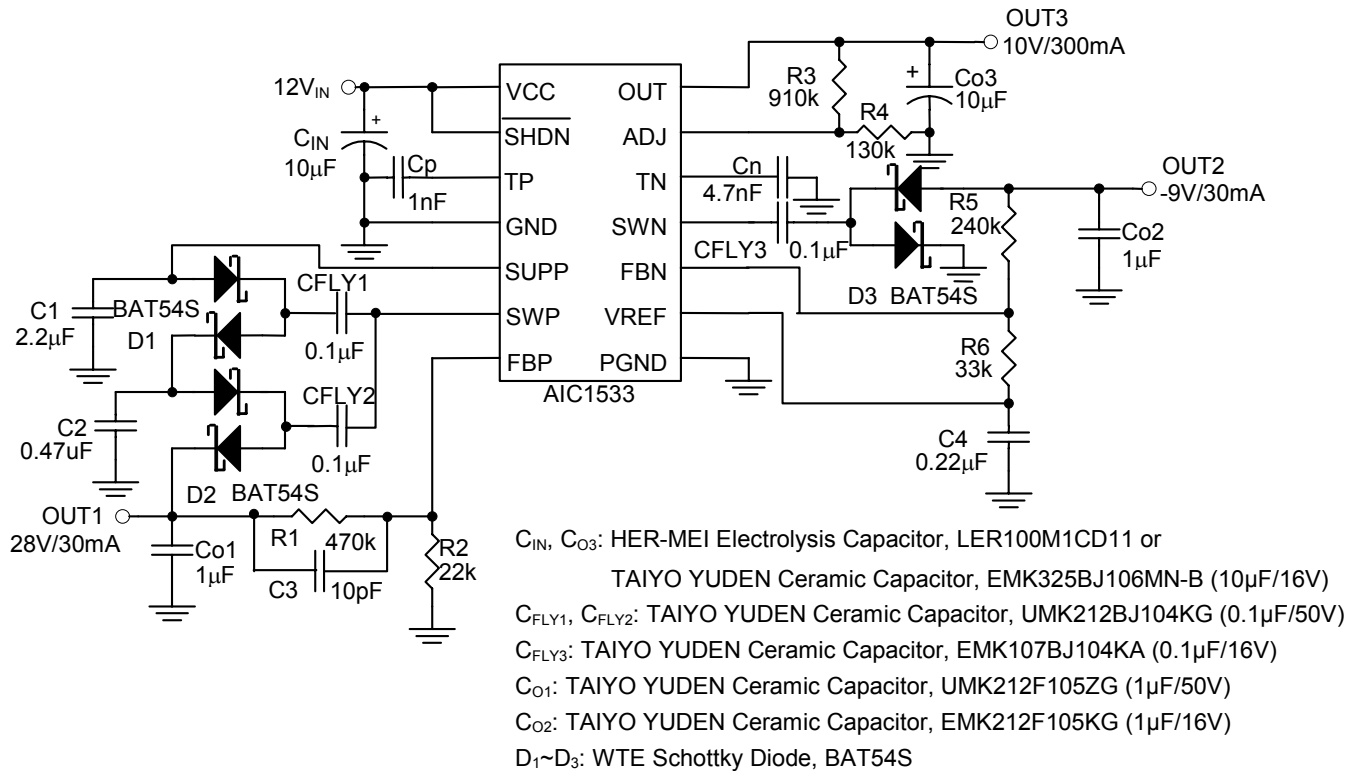 OUT3
10V/300mA
12VIN
VCC
SHDN
TP
GND
SUPP
SWP
FBP
OUT
ADJ
TN
SWN
FBN
VREF
PGND
AIC1533
R3
910k
+
Co3
10μF
R4
130k
+
CIN
10μF
Cp
1nF
Cn
4.7nF
CFLY3
0.1μF
OUT2
-9V/30mA
R5
240k
Co2
1μF
D3 BAT54S
R6
33k
C4
0.22μF
C1
2.2μF
BAT54S
D1
CFLY1
0.1μF
CFLY2
0.1μF
C2
0.47uF
D2 BAT54S
OUT1
28V/30mA
Co1
1μF
R1
470k
C3
10pF
R2
22k
CIN, CO3: HER-MEI Electrolysis Capacitor, LER100M1CD11 or
TAIYO YUDEN Ceramic Capacitor, EMK325BJ106MN-B (10μF/16V)
CFLY1, CFLY2: TAIYO YUDEN Ceramic Capacitor, UMK212BJ104KG (0.1μF/50V)
CFLY3: TAIYO YUDEN Ceramic Capacitor, EMK107BJ104KA (0.1μF/16V)
CO1: TAIYO YUDEN Ceramic Capacitor, UMK212F105ZG (1μF/50V)
CO2: TAIYO YUDEN Ceramic Capacitor, EMK212F105KG (1μF/16V)
D1~D3: WTE Schottky Diode, BAT54S